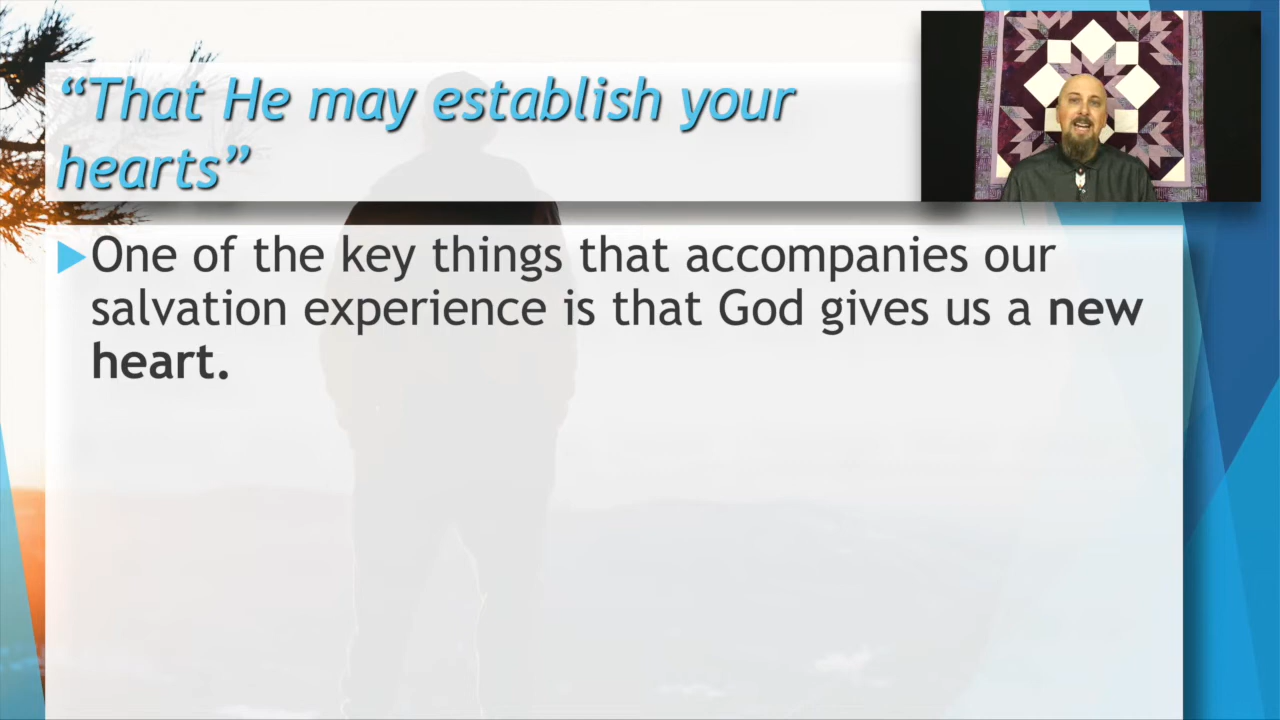 “That He may establish your
hearts”
One of the key things that accompanies our
salvation experience is that God gives us a new
heart.